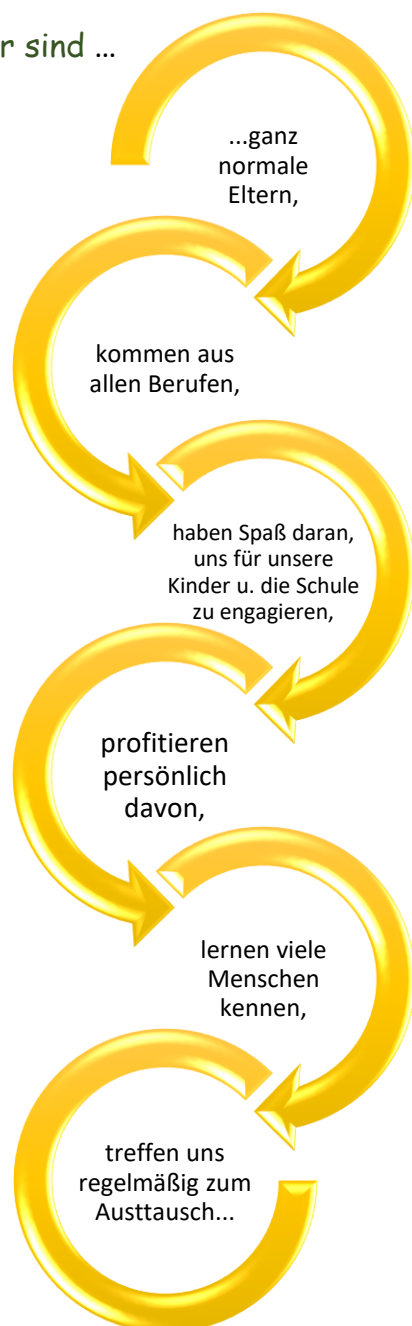 r sind ...
...ganz
normale
Eltern,
kommen aus
allen Berufen,
haben Spaß daran,
uns für unsere
Kinder u. die Schule
zu engagieren,
profitieren
persönlich
davon,
lernen viele
Menschen
kennen,
treffen uns
regelmäßig zum
Austtausch...